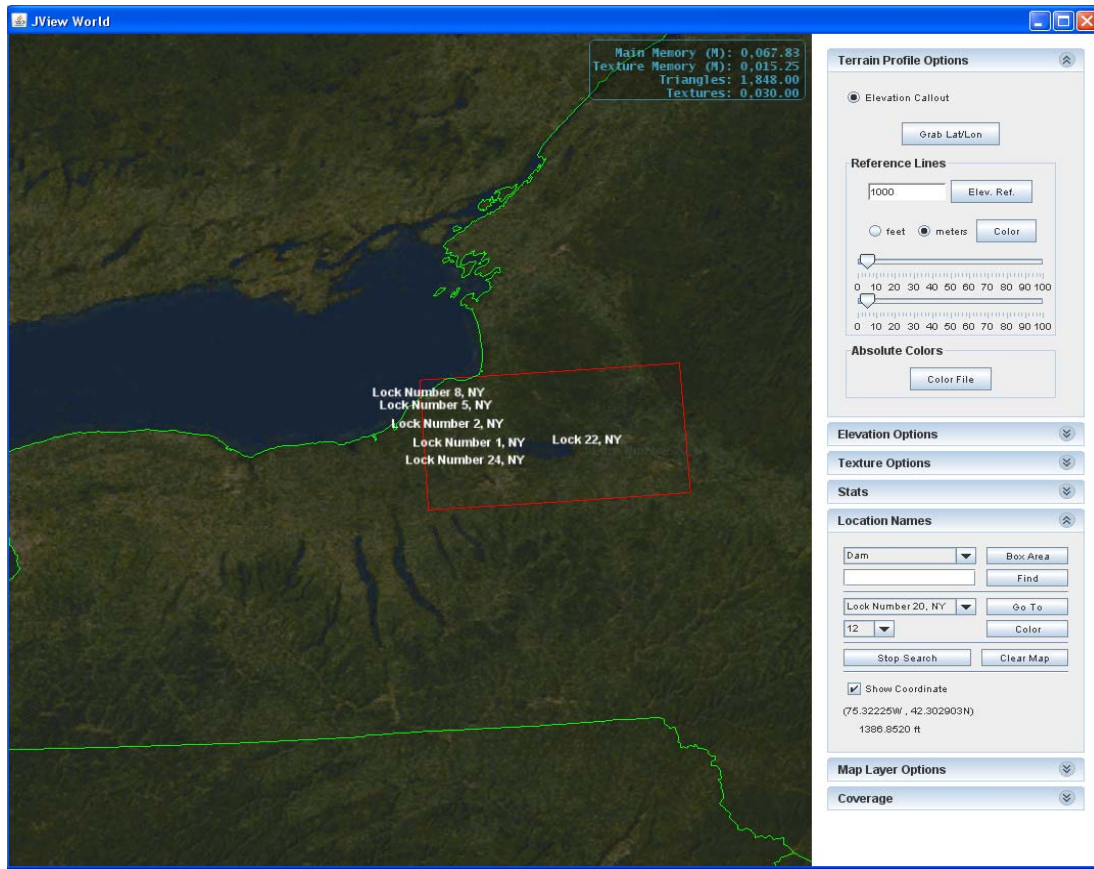 JView World
Main Memory (M): 0,067.83
Texture Memory (M): 0,015.25
Triangles: 1,848.00
Textures: 0,030.00
Lock Number 8, NY
Lock Number 5, NY
Lock Number 2, NY
Lock Number 1, NY
Lock 22, NY
Lock Number 24, NY
Terrain Profile Options
Elevation Callout
Grab Lat/Lon
Reference Lines
1000
Elev. Ref.
feet
meters
Color
0 10 20 30 40 50 60 70 80 90 100
0 10 20 30 40 50 60 70 80 90 100
Absolute Colors
Color File
Elevation Options
Texture Options
Stats
Location Names
Dam
Box Area
Find
Lock Number 20, NY
Go To
12
Color
Stop Search
Clear Map
Show Coordinate
(75.32225W , 42.302903N)
1386.8520 ft
Map Layer Options
Coverage